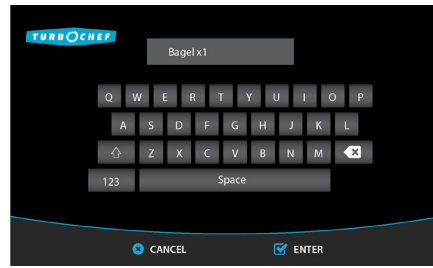 TURBOCHEF
Bagel x1
Q W E R T Y U I O P
A S D F G H J K L
Z X C V B N M
123 Space
CANCEL ENTER